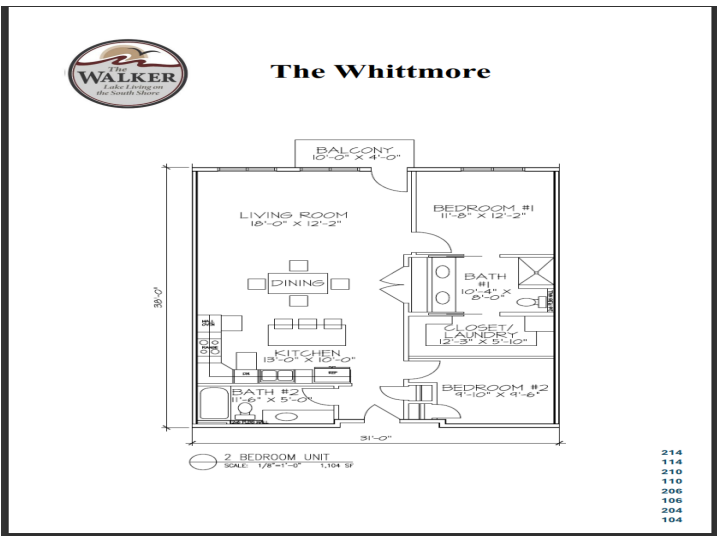 The
WALKER
Lake Living on
the South Shore
The Whittmore
BALCONY
10'-0" X 4'-0"
LIVING ROOM
18'-0" X 12'-2"
BEDROOM #1
11'-8" X 12'-2"
DINING
BATH
#1
10'-4" X
8'-0"
38'-0"
CLOSET/
LAUNDRY
12'-3" X 5'-10"
KITCHEN
13'-0" X 10'-0"
DW
REF
RANGE
BATH #2
11'-6" X 5'-0"
BEDROOM #2
9'-10" X 9'-6"
31'-0"
2 BEDROOM UNIT
SCALE: 1/8"=1'-0" 1,104 SF
214
114
210
110
206
106
204
104